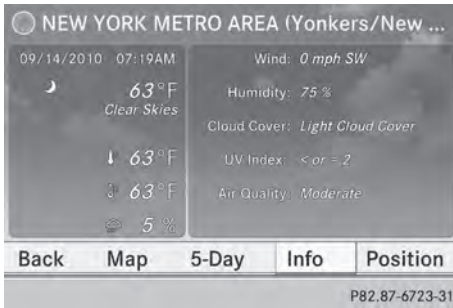 NEW YORK METRO AREA (Yonkers/New ...
09/14/2010 07:19AM
63°F
Clear Skies
63°F
63°F
5 %
Wind: 0 mph SW
Humidity: 75 %
Cloud Cover: Light Cloud Cover
UV Index: < or = 2
Air Quality: Moderate
Back Map 5-Day Info Position
P82.87-6723-31